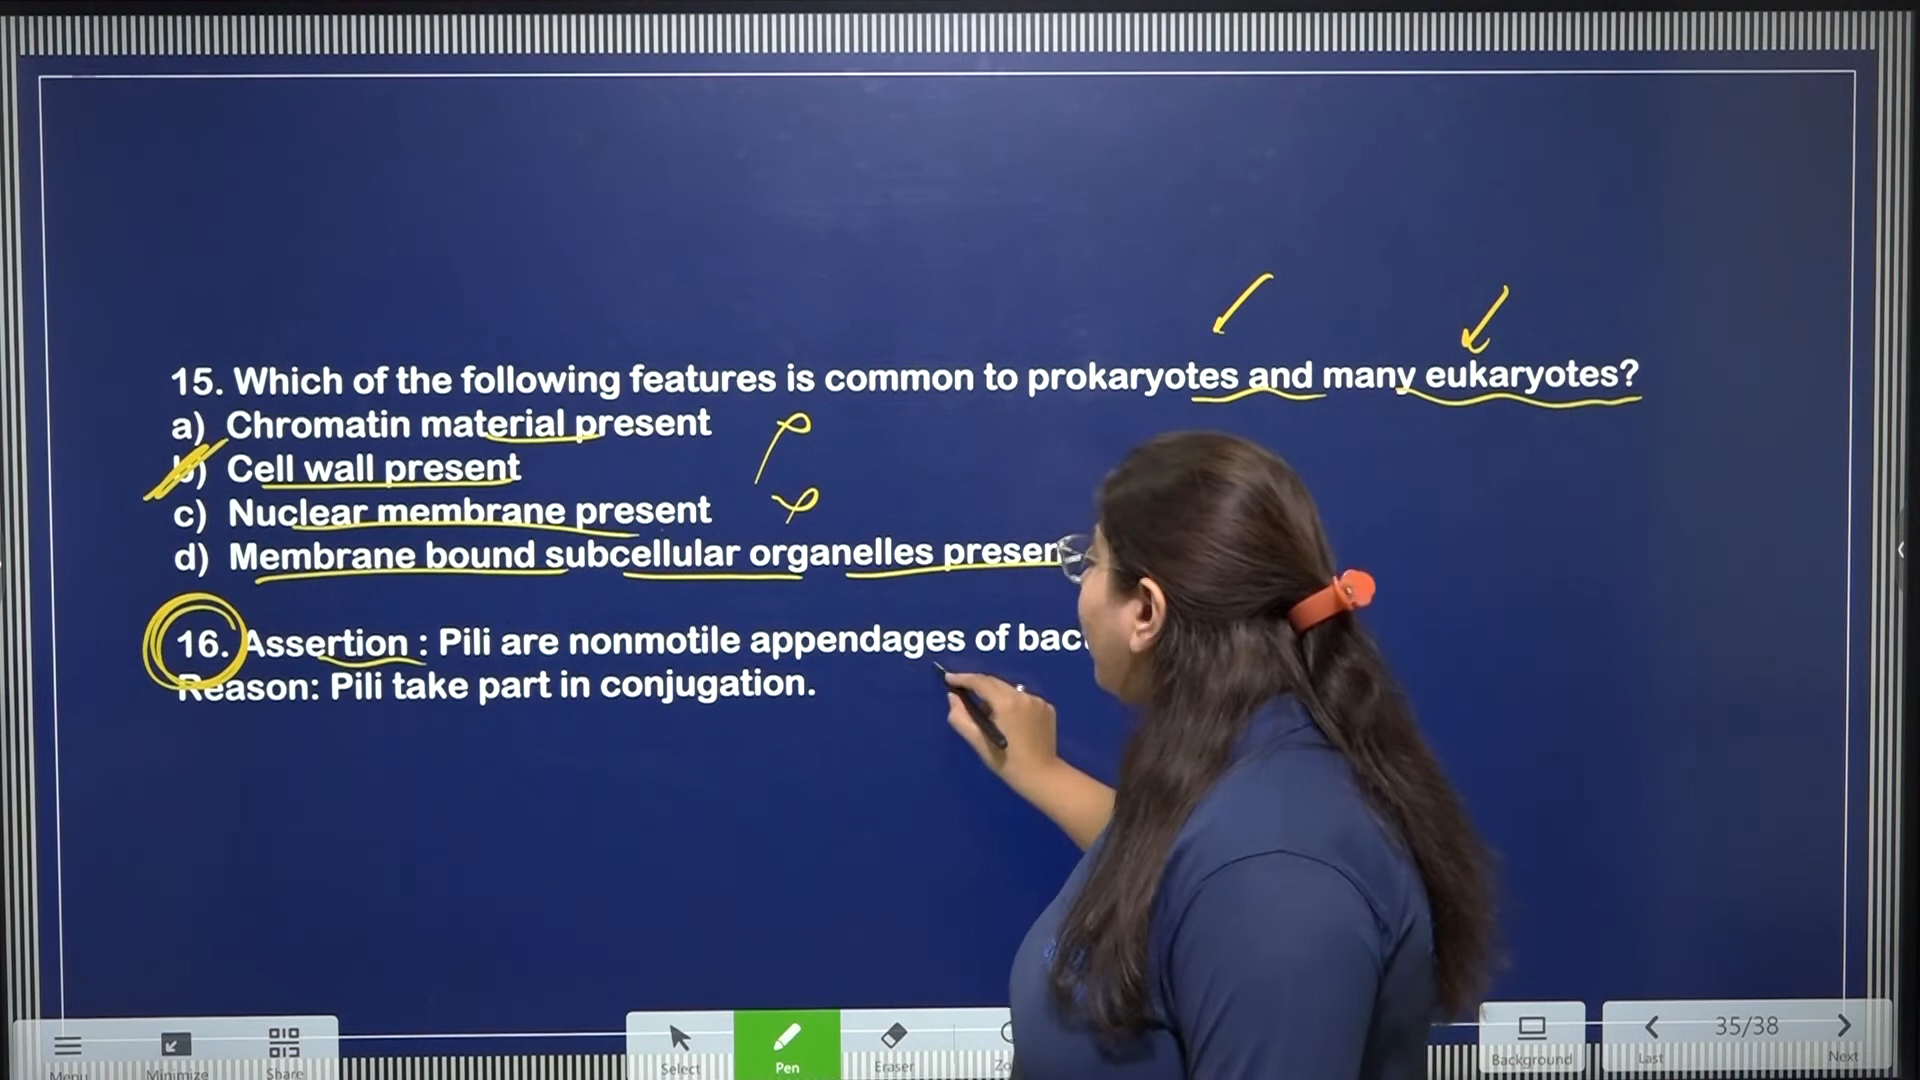 15. Which of the following features is common to prokaryotes and many eukaryotes?
a) Chromatin material present
b) Cell wall present
c) Nuclear membrane present
d) Membrane bound subcellular organelles
16. Assertion : Pili are nonmotile appendages of
Reason: Pili take part in conjugation.
Menu Minimize Share Select Pen Eraser Background Last 35/38 Next